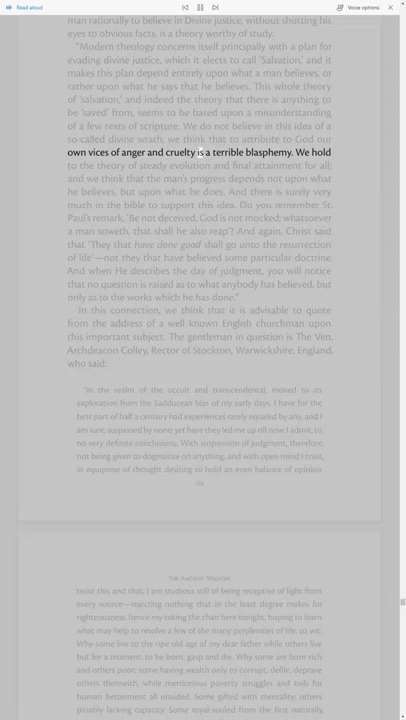 Read aloud
Voice options
man rationally to believe in Divine justice, without shutting his
eyes to obvious facts, is a theory worthy of study.
"Modern theology concerns itself principally with a plan for
evading divine justice, which it elects to call 'Salvation,' and it
makes this plan depend entirely upon what a man believes, or
rather upon what he says that he believes. This whole theory
of 'salvation,' and indeed the theory that there is anything to
be 'saved' from, seems to be based upon a misunderstanding
of a few texts of scripture. We do not believe in this idea of a
so-called divine wrath; we think that to attribute to God our
own vices of anger and cruelty is a terrible blasphemy. We hold
to the theory of steady evolution and final attainment for all;
and we think that the man's progress depends not upon what
he believes, but upon what he does. And there is surely very
much in the bible to support this idea. Do you remember St.
Paul's remark, 'Be not deceived, God is not mocked; whatsoever
a man soweth, that shall he also reap'? And again, Christ said
that 'They that have done good shall go unto the resurrection
of life'—not they that have believed some particular doctrine.
And when He describes the day of judgment, you will notice
that no question is raised as to what anybody has believed, but
only as to the works which he has done."
In this connection, we think that it is advisable to quote
from the address of a well known English churchman upon
this important subject. The gentleman in question is The Ven.
Archdeacon Colley, Rector of Stockton, Warwickshire, England,
who said:
"In the realm of the occult and transcendental, moved to its
exploration from the Sadducean bias of my early days, I have for the
best part of half a century had experiences rarely equaled by any, and I
am sure, surpassed by none; yet have they led me up till now I admit, to
no very definite conclusions. With suspension of judgment, therefore,
not being given to dogmatise on anything, and with open mind I trust,
in equipoise of thought desiring to hold an even balance of opinion
'twixt this and that, I am studious still of being receptive of light from
every source—rejecting nothing that in the least degree makes for
righteousness, hence my taking the chair here tonight, hoping to learn
what may help to resolve a few of the many perplexities of life, to wit:
Why some live to the ripe old age of my dear father while others live
but for a moment, to be born, gasp and die. Why some are born rich
and others poor; some having wealth only to corrupt, defile, deprave
others therewith, while meritorious poverty struggles and toils for
human betterment all unaided. Some gifted with mentality; others
pitiably lacking capacity. Some royal souled from the first naturally,